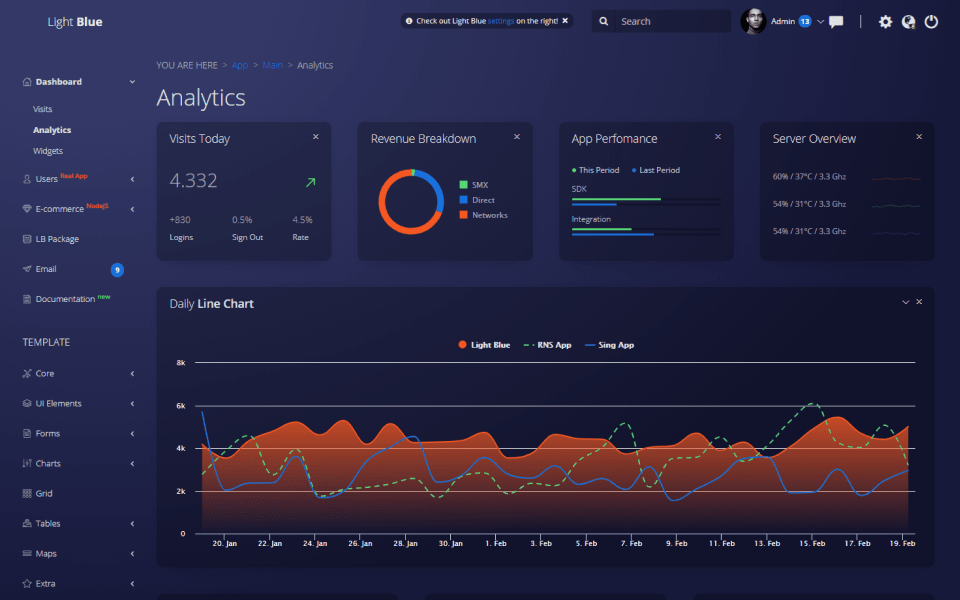 Light Blue
Check out Light Blue settings on the right!
Search
Admin 13
YOU ARE HERE > App > Main > Analytics
Analytics
Dashboard
Visits
Analytics
Widgets
Users Real App
E-commerce NodeJS
LB Package
Email 9
Documentation new
TEMPLATE
Core
UI Elements
Forms
Charts
Grid
Tables
Maps
Extra
Visits Today
4.332
+830 0.5% 4.5%
Logins Sign Out Rate
Revenue Breakdown
SMX
Direct
Networks
App Perfomance
This Period Last Period
SDK
Integration
Server Overview
60% / 37°C / 3.3 Ghz
54% / 31°C / 3.3 Ghz
54% / 31°C / 3.3 Ghz
Daily Line Chart
Light Blue RNS App Sing App
8k
6k
4k
2k
0
20. Jan 22. Jan 24. Jan 26. Jan 28. Jan 30. Jan 1. Feb 3. Feb 5. Feb 7. Feb 9. Feb 11. Feb 13. Feb 15. Feb 17. Feb 19. Feb